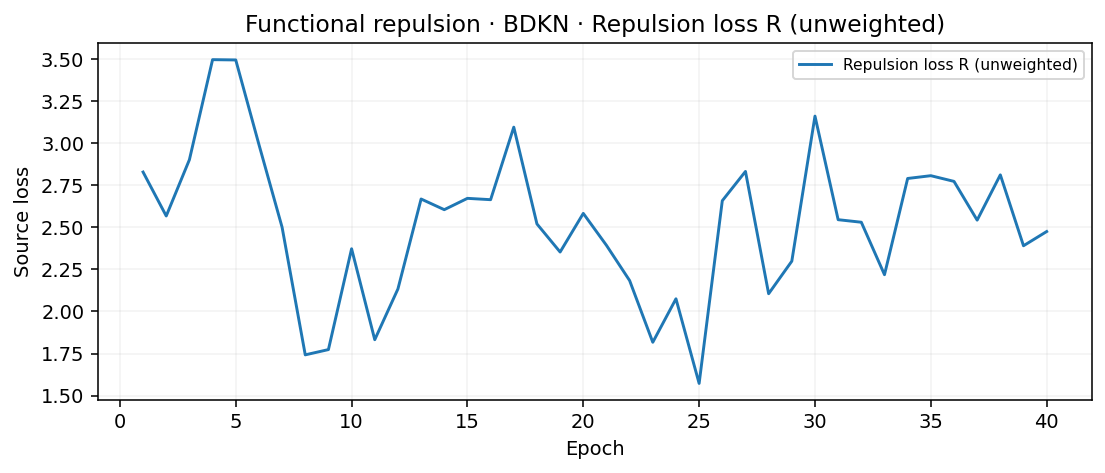 Functional repulsion · BDKN · Repulsion loss R (unweighted)
Repulsion loss R (unweighted)
Source loss
3.50
3.25
3.00
2.75
2.50
2.25
2.00
1.75
1.50
0 5 10 15 20 25 30 35 40
Epoch